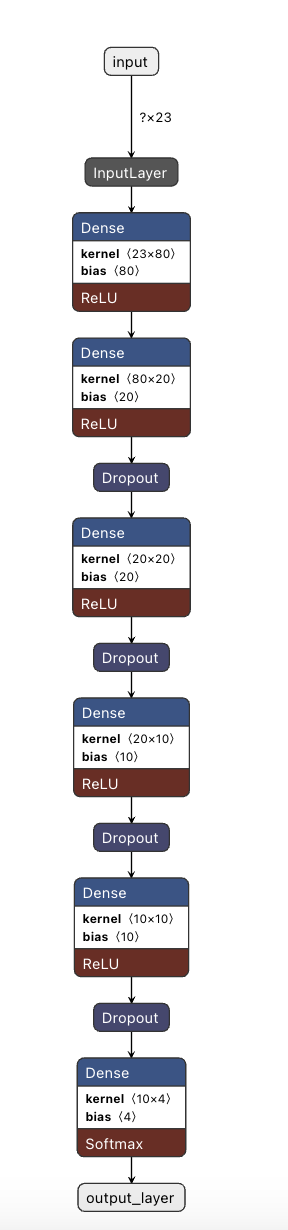 input
?×23
InputLayer
Dense
kernel ⟨23×80⟩
bias ⟨80⟩
ReLU
Dense
kernel ⟨80×20⟩
bias ⟨20⟩
ReLU
Dropout
Dense
kernel ⟨20×20⟩
bias ⟨20⟩
ReLU
Dropout
Dense
kernel ⟨20×10⟩
bias ⟨10⟩
ReLU
Dropout
Dense
kernel ⟨10×10⟩
bias ⟨10⟩
ReLU
Dropout
Dense
kernel ⟨10×4⟩
bias ⟨4⟩
Softmax
output_layer